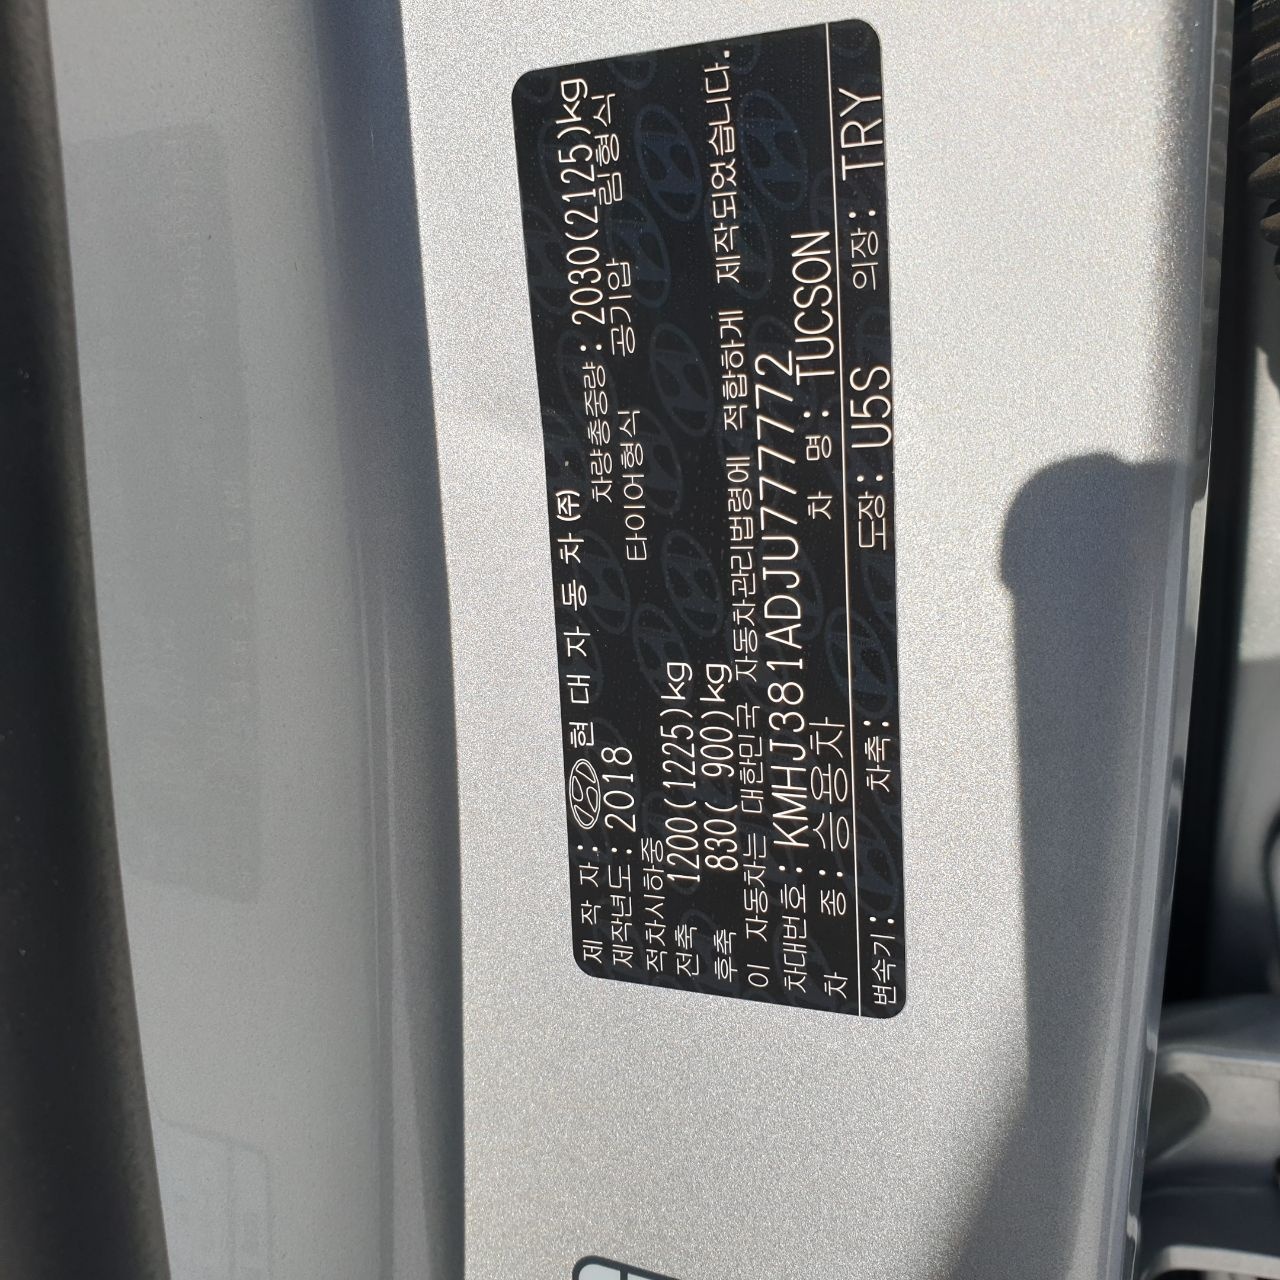 제 작 자: 현 대 자 동 차 (주)
제작년도: 2018 차량총중량: 2030(2125)kg
적차시하중 타이어형식 공기압 림형식
전축 1200(1225)kg
후축 830( 900)kg
이 자동차는 대한민국 자동차관리법령에 적합하게 제작되었습니다.
차대번호: KMHJ381ADJU777772
차 종: 승용차 차 명: TUCSON
변속기: 차축: 도장: U5S 의장: TRY